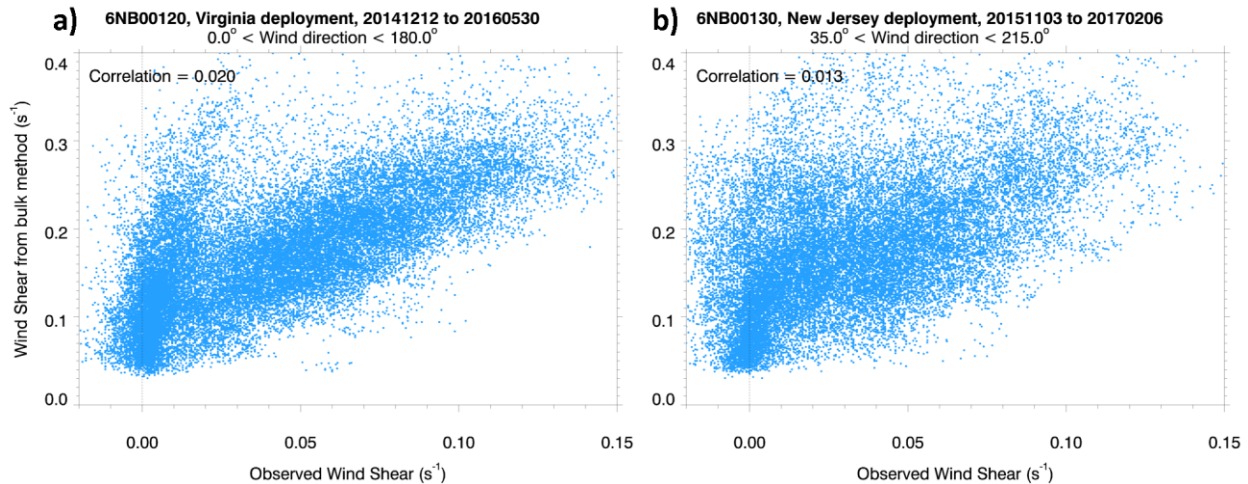 a) 6NB00120, Virginia deployment, 20141212 to 20160530
0.0° < Wind direction < 180.0°
Correlation = 0.020
0.4
0.3
0.2
0.1
0.0
Wind Shear from bulk method (s⁻¹)
0.00 0.05 0.10 0.15
Observed Wind Shear (s⁻¹)
b) 6NB00130, New Jersey deployment, 20151103 to 20170206
35.0° < Wind direction < 215.0°
Correlation = 0.013
0.4
0.3
0.2
0.1
0.0
0.00 0.05 0.10 0.15
Observed Wind Shear (s⁻¹)